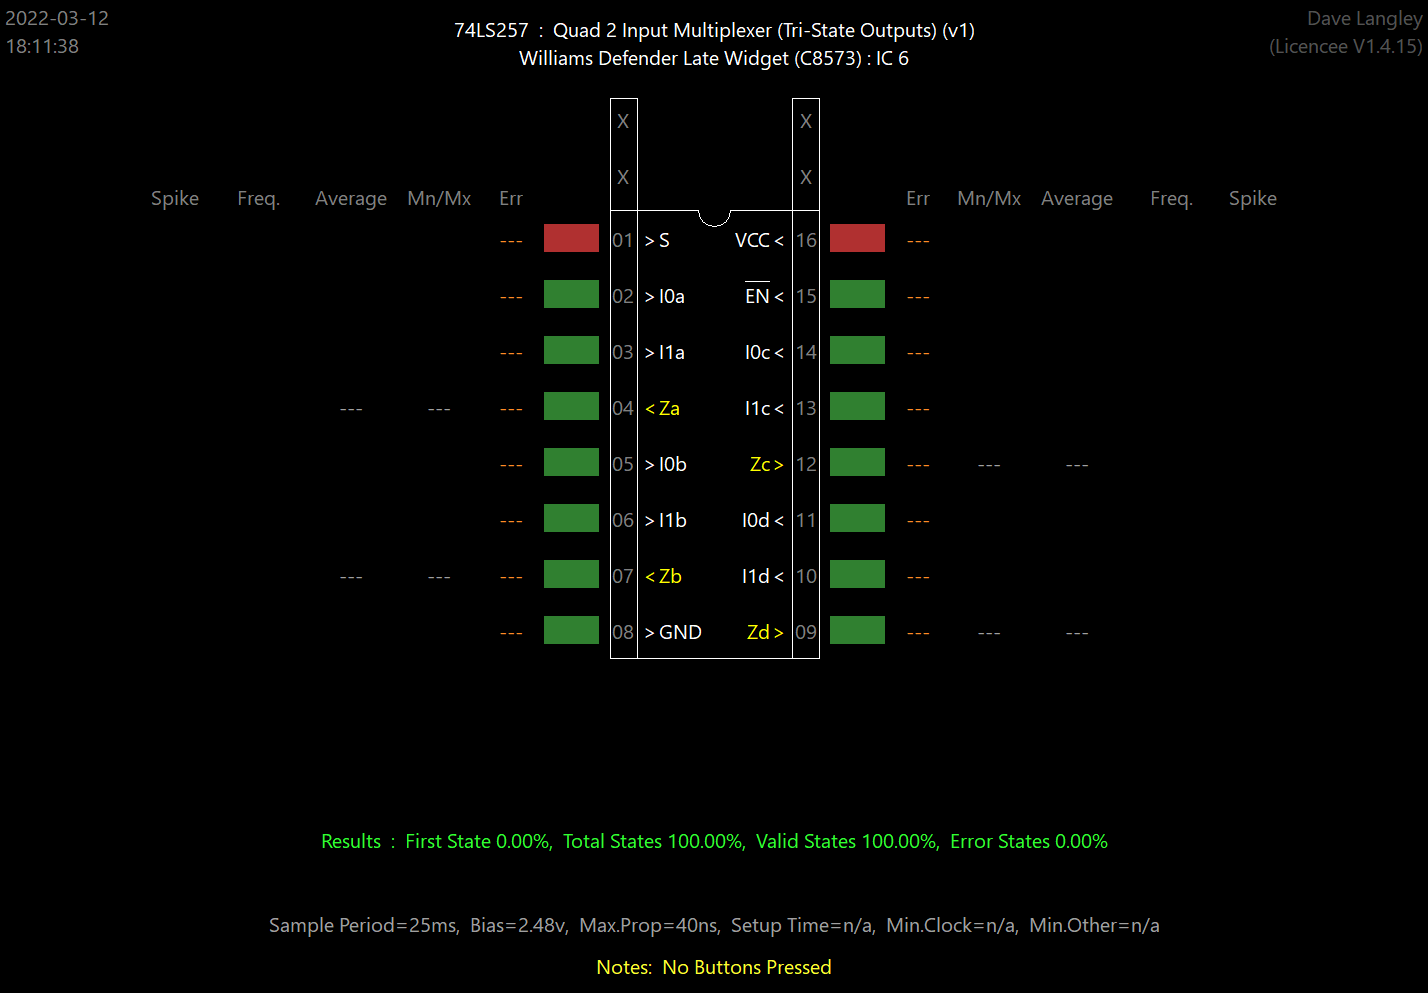 2022-03-12
18:11:38
74LS257 : Quad 2 Input Multiplexer (Tri-State Outputs) (v1)
Williams Defender Late Widget (C8573) : IC 6
Dave Langley
(Licencee V1.4.15)
X X
X X
Spike Freq. Average Mn/Mx Err Err Mn/Mx Average Freq. Spike
--- 01 > S VCC < 16 ---
--- 02 > I0a EN < 15 ---
--- 03 > I1a I0c < 14 ---
--- --- --- 04 < Za I1c < 13 ---
--- 05 > I0b Zc > 12 --- --- ---
--- 06 > I1b I0d < 11 ---
--- --- --- 07 < Zb I1d < 10 ---
--- 08 > GND Zd > 09 --- --- ---
Results : First State 0.00%, Total States 100.00%, Valid States 100.00%, Error States 0.00%
Sample Period=25ms, Bias=2.48v, Max.Prop=40ns, Setup Time=n/a, Min.Clock=n/a, Min.Other=n/a
Notes: No Buttons Pressed